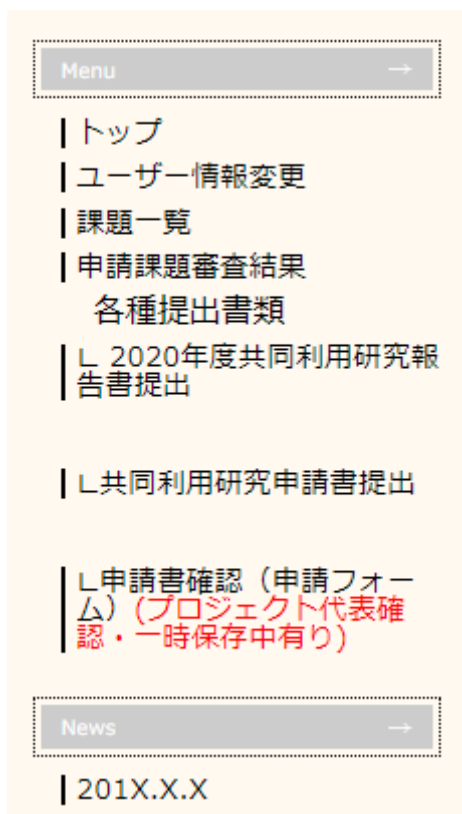 Menu →
トップ
ユーザー情報変更
課題一覧
申請課題審査結果
各種提出書類
∟ 2020年度共同利用研究報
告書提出
∟共同利用研究申請書提出
∟申請書確認（申請フォー
ム）(プロジェクト代表確
認・一時保存中有り)
News →
201X.X.X